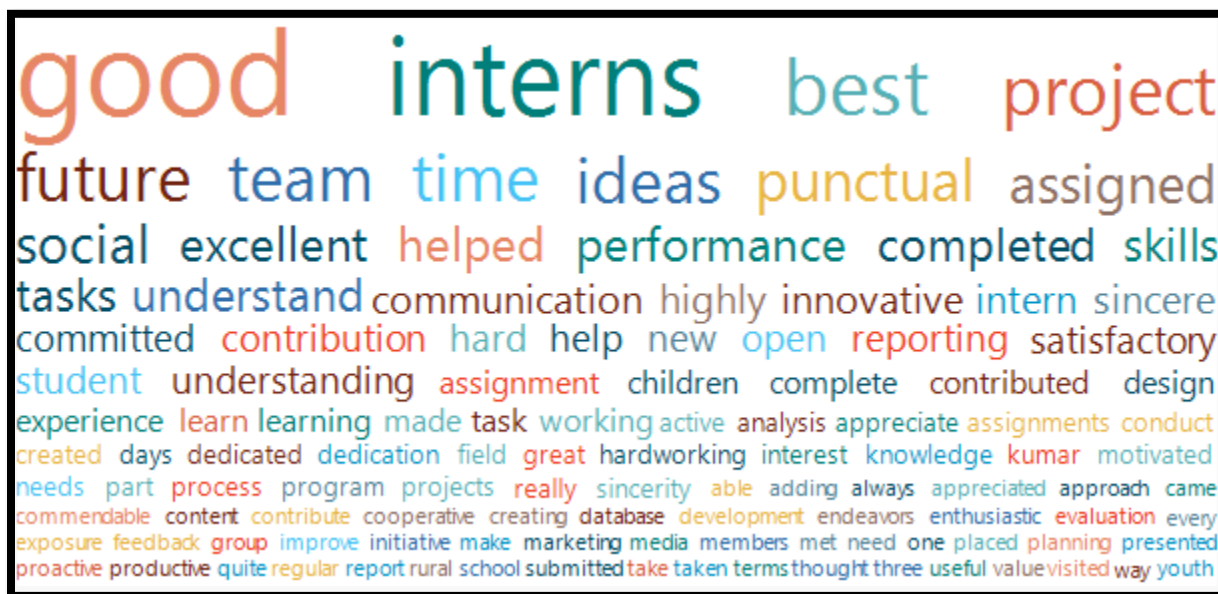 good interns best project
future team time ideas punctual assigned
social excellent helped performance completed skills
tasks understand communication highly innovative intern sincere
committed contribution hard help new open reporting satisfactory
student understanding assignment children complete contributed design
experience learn learning made task working active analysis appreciate assignments conduct
created days dedicated dedication field great hardworking interest knowledge kumar motivated
needs part process program projects really sincerity able adding always appreciated approach came
commendable content contribute cooperative creating database development endeavors enthusiastic evaluation every
exposure feedback group improve initiative make marketing media members met need one placed planning presented
proactive productive quite regular report rural school submitted take taken terms thought three useful value visited way youth